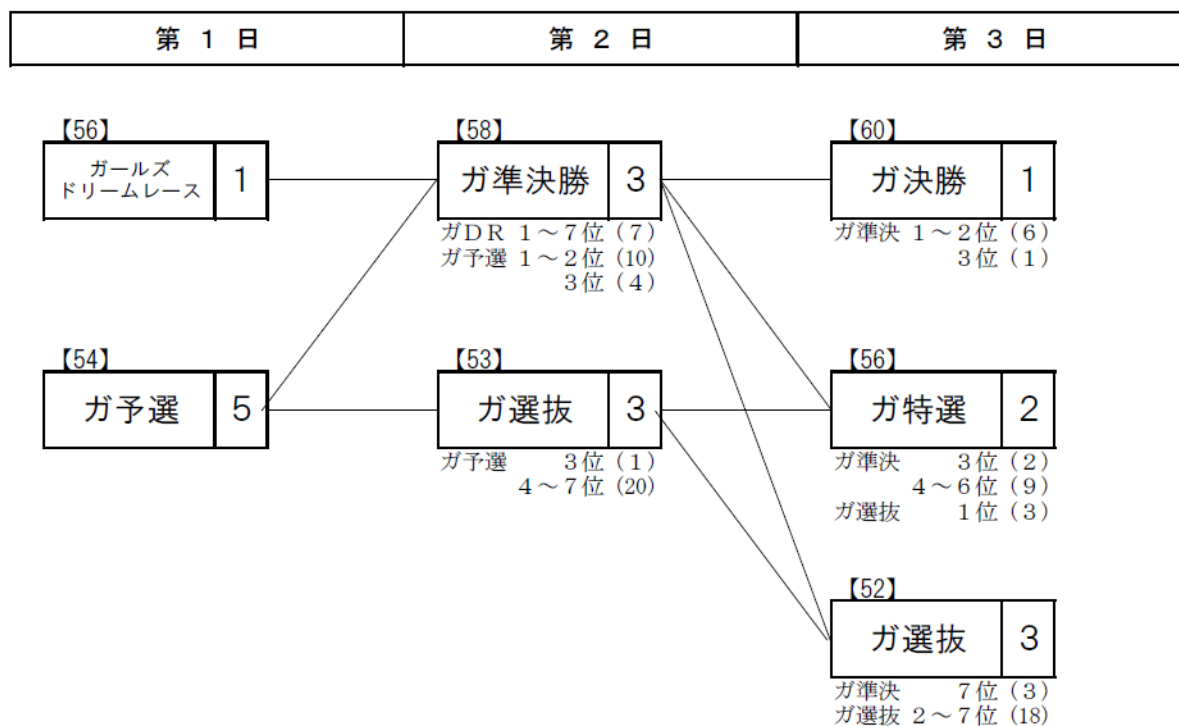 第 1 日 第 2 日 第 3 日
【56】
ガールズ
ドリームレース 1
【58】
ガ準決勝 3
ガDR 1～7位 (7)
ガ予選 1～2位 (10)
3位 (4)
【60】
ガ決勝 1
ガ準決 1～2位 (6)
3位 (1)
【54】
ガ予選 5
【53】
ガ選抜 3
ガ予選 3位 (1)
4～7位 (20)
【56】
ガ特選 2
ガ準決 3位 (2)
4～6位 (9)
ガ選抜 1位 (3)
【52】
ガ選抜 3
ガ準決 7位 (3)
ガ選抜 2～7位 (18)